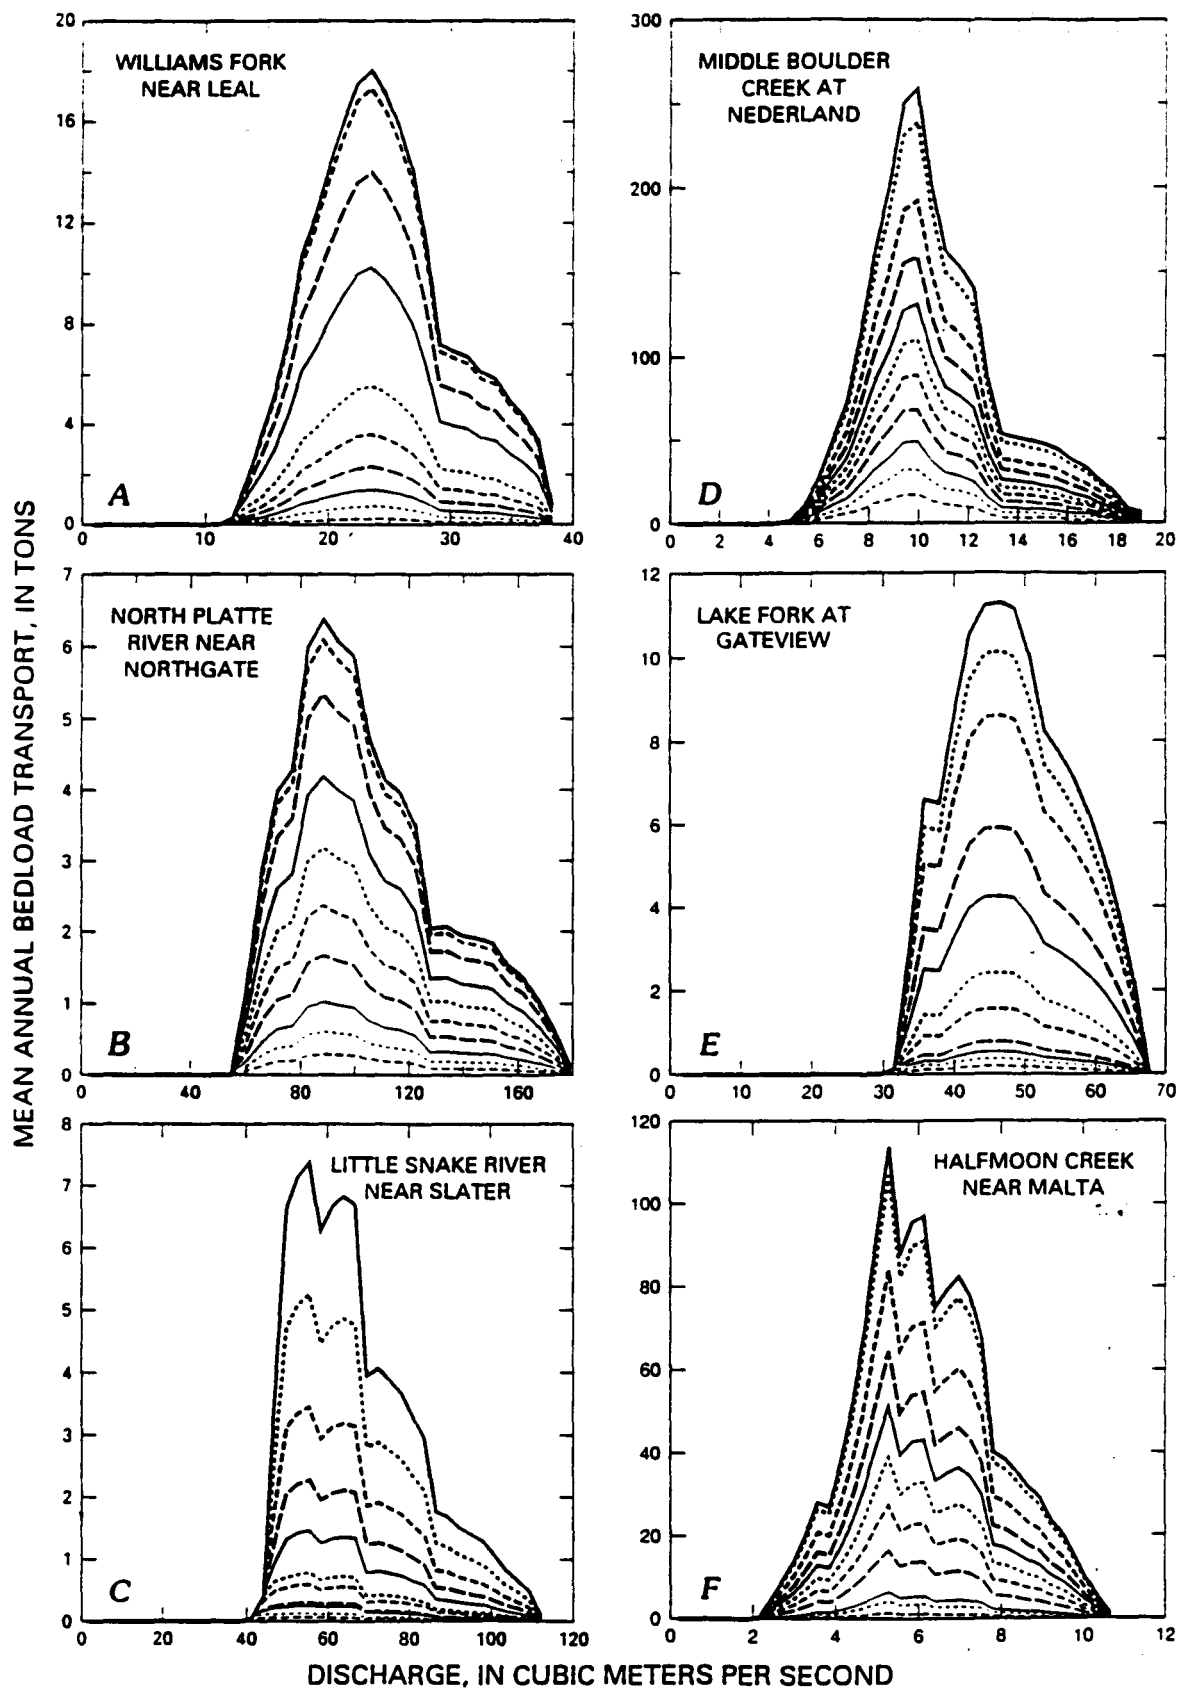 MEAN ANNUAL BEDLOAD TRANSPORT, IN TONS
20
16
12
8
4
0
WILLIAMS FORK
NEAR LEAL
A
0 10 20 30 40
300
200
100
0
MIDDLE BOULDER
CREEK AT
NEDERLAND
D
0 2 4 6 8 10 12 14 16 18 20
7
6
5
4
3
2
1
0
NORTH PLATTE
RIVER NEAR
NORTHGATE
B
0 40 80 120 160
12
10
8
6
4
2
0
LAKE FORK AT
GATEVIEW
E
0 10 20 30 40 50 60 70
8
7
6
5
4
3
2
1
0
LITTLE SNAKE RIVER
NEAR SLATER
C
0 20 40 60 80 100 120
120
100
80
60
40
20
0
HALFMOON CREEK
NEAR MALTA
F
0 2 4 6 8 10 12
DISCHARGE, IN CUBIC METERS PER SECOND